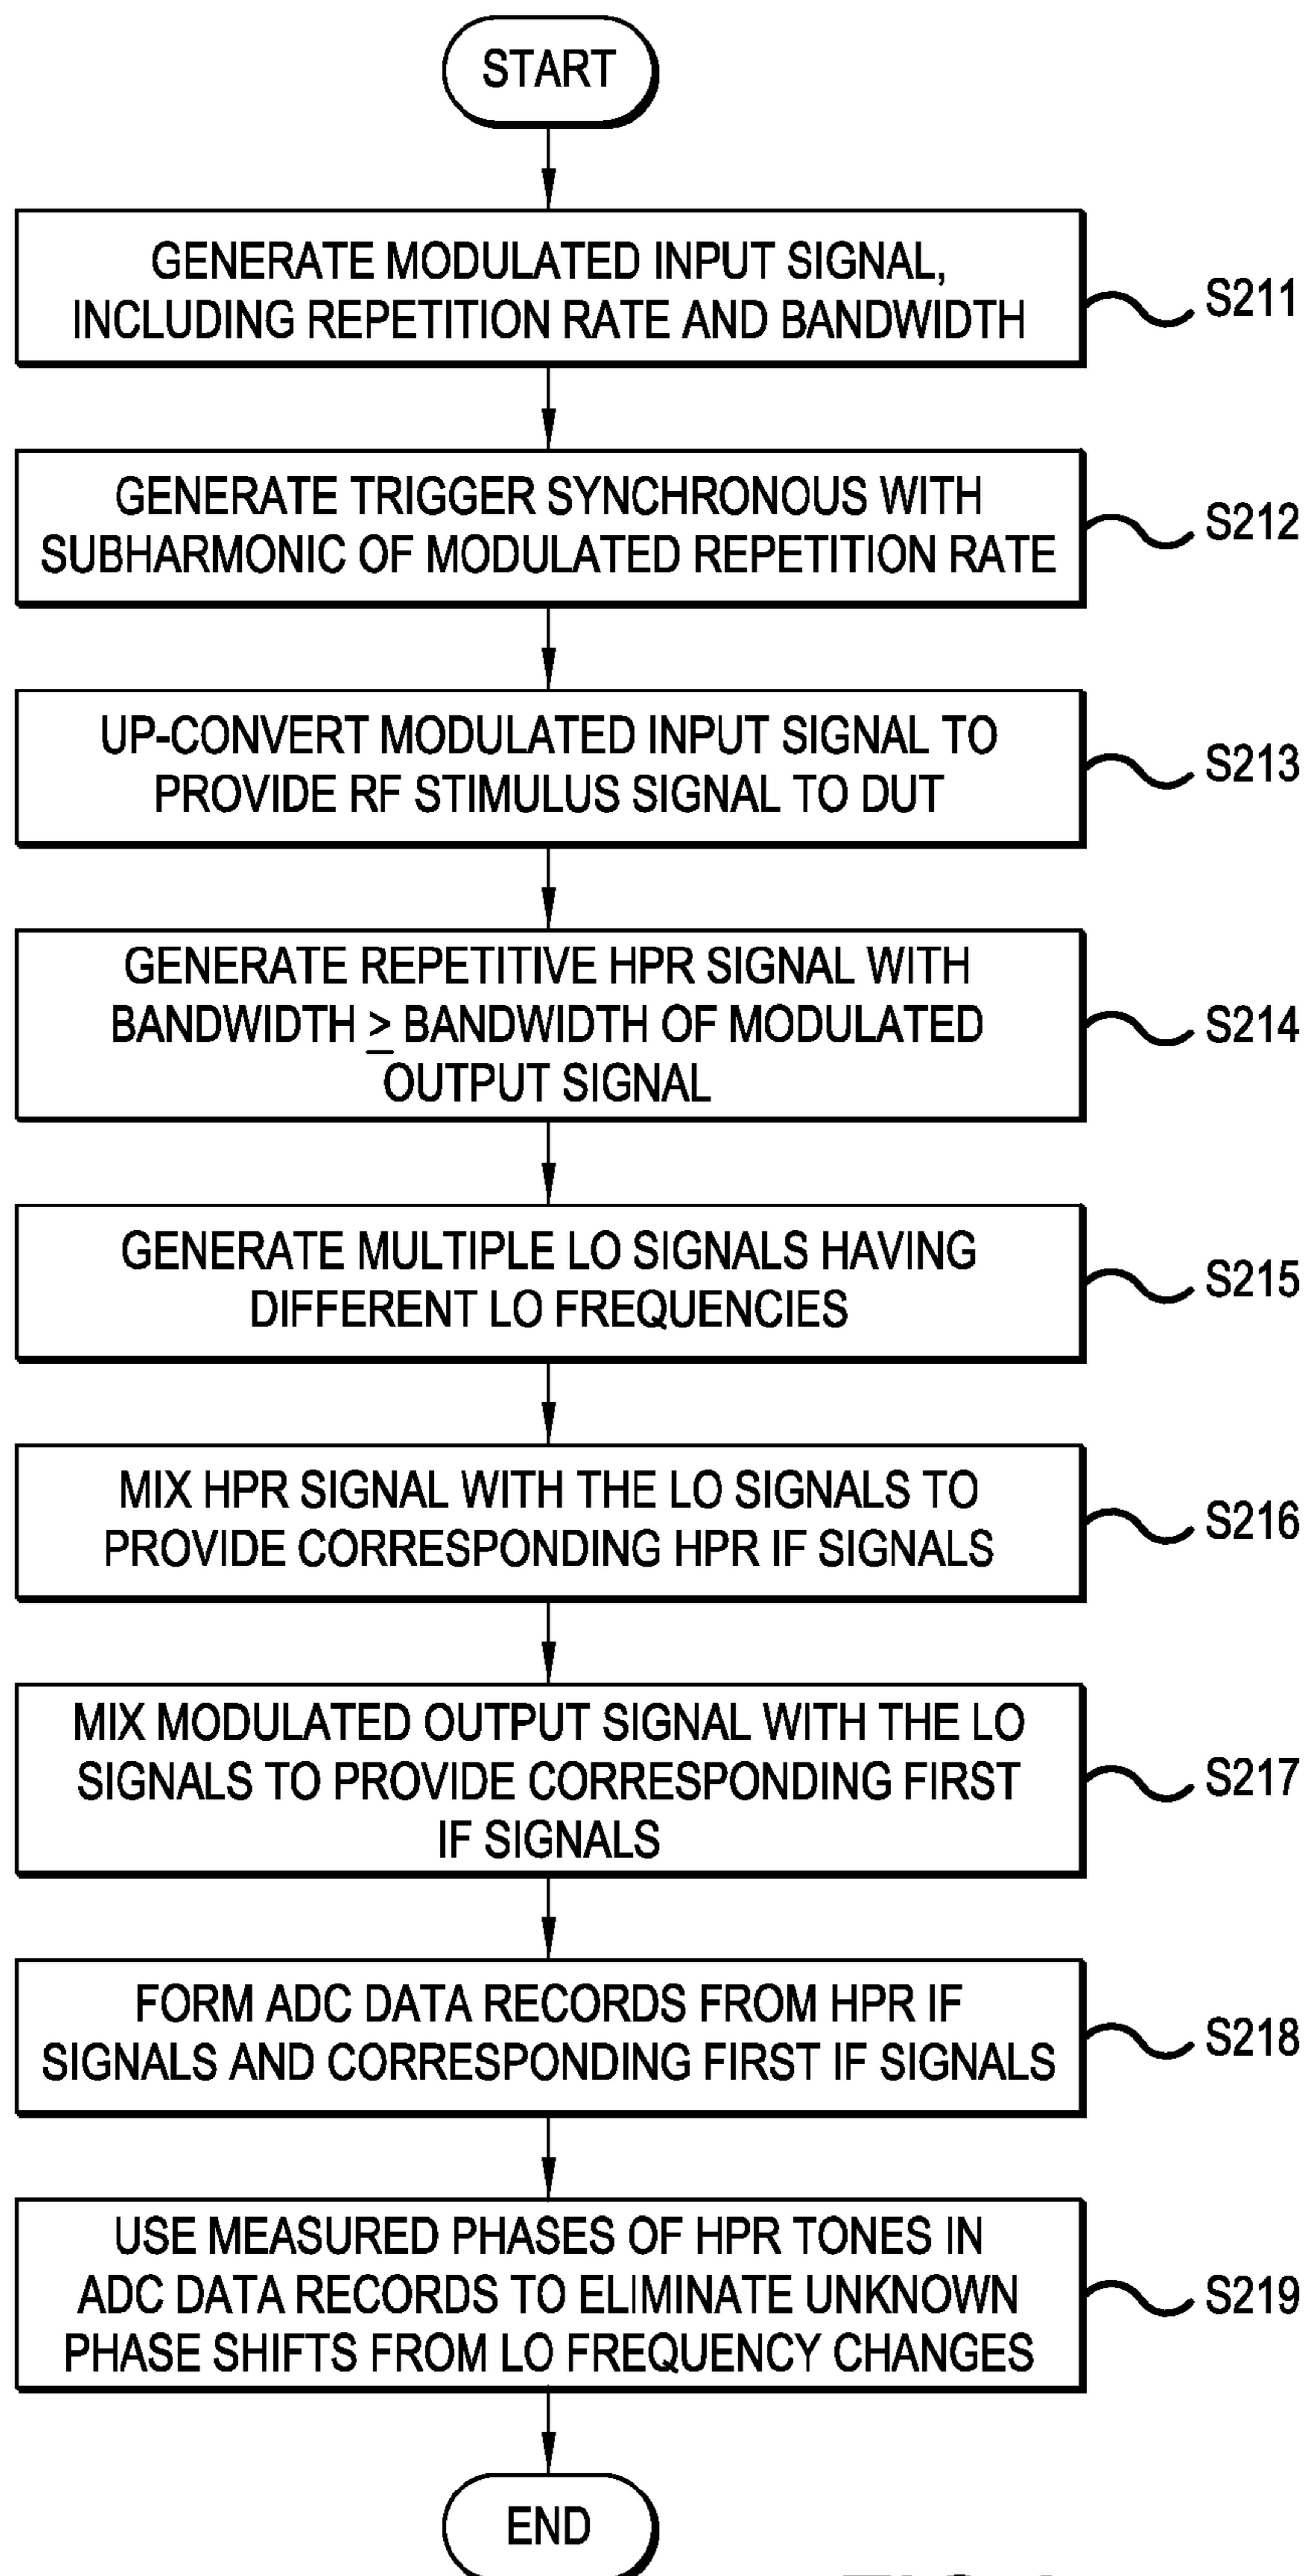 START
GENERATE MODULATED INPUT SIGNAL,
INCLUDING REPETITION RATE AND BANDWIDTH
S211
GENERATE TRIGGER SYNCHRONOUS WITH
SUBHARMONIC OF MODULATED REPETITION RATE
S212
UP-CONVERT MODULATED INPUT SIGNAL TO
PROVIDE RF STIMULUS SIGNAL TO DUT
S213
GENERATE REPETITIVE HPR SIGNAL WITH
BANDWIDTH ≥ BANDWIDTH OF MODULATED
OUTPUT SIGNAL
S214
GENERATE MULTIPLE LO SIGNALS HAVING
DIFFERENT LO FREQUENCIES
S215
MIX HPR SIGNAL WITH THE LO SIGNALS TO
PROVIDE CORRESPONDING HPR IF SIGNALS
S216
MIX MODULATED OUTPUT SIGNAL WITH THE LO
SIGNALS TO PROVIDE CORRESPONDING FIRST
IF SIGNALS
S217
FORM ADC DATA RECORDS FROM HPR IF
SIGNALS AND CORRESPONDING FIRST IF SIGNALS
S218
USE MEASURED PHASES OF HPR TONES IN
ADC DATA RECORDS TO ELIMINATE UNKNOWN
PHASE SHIFTS FROM LO FREQUENCY CHANGES
S219
END